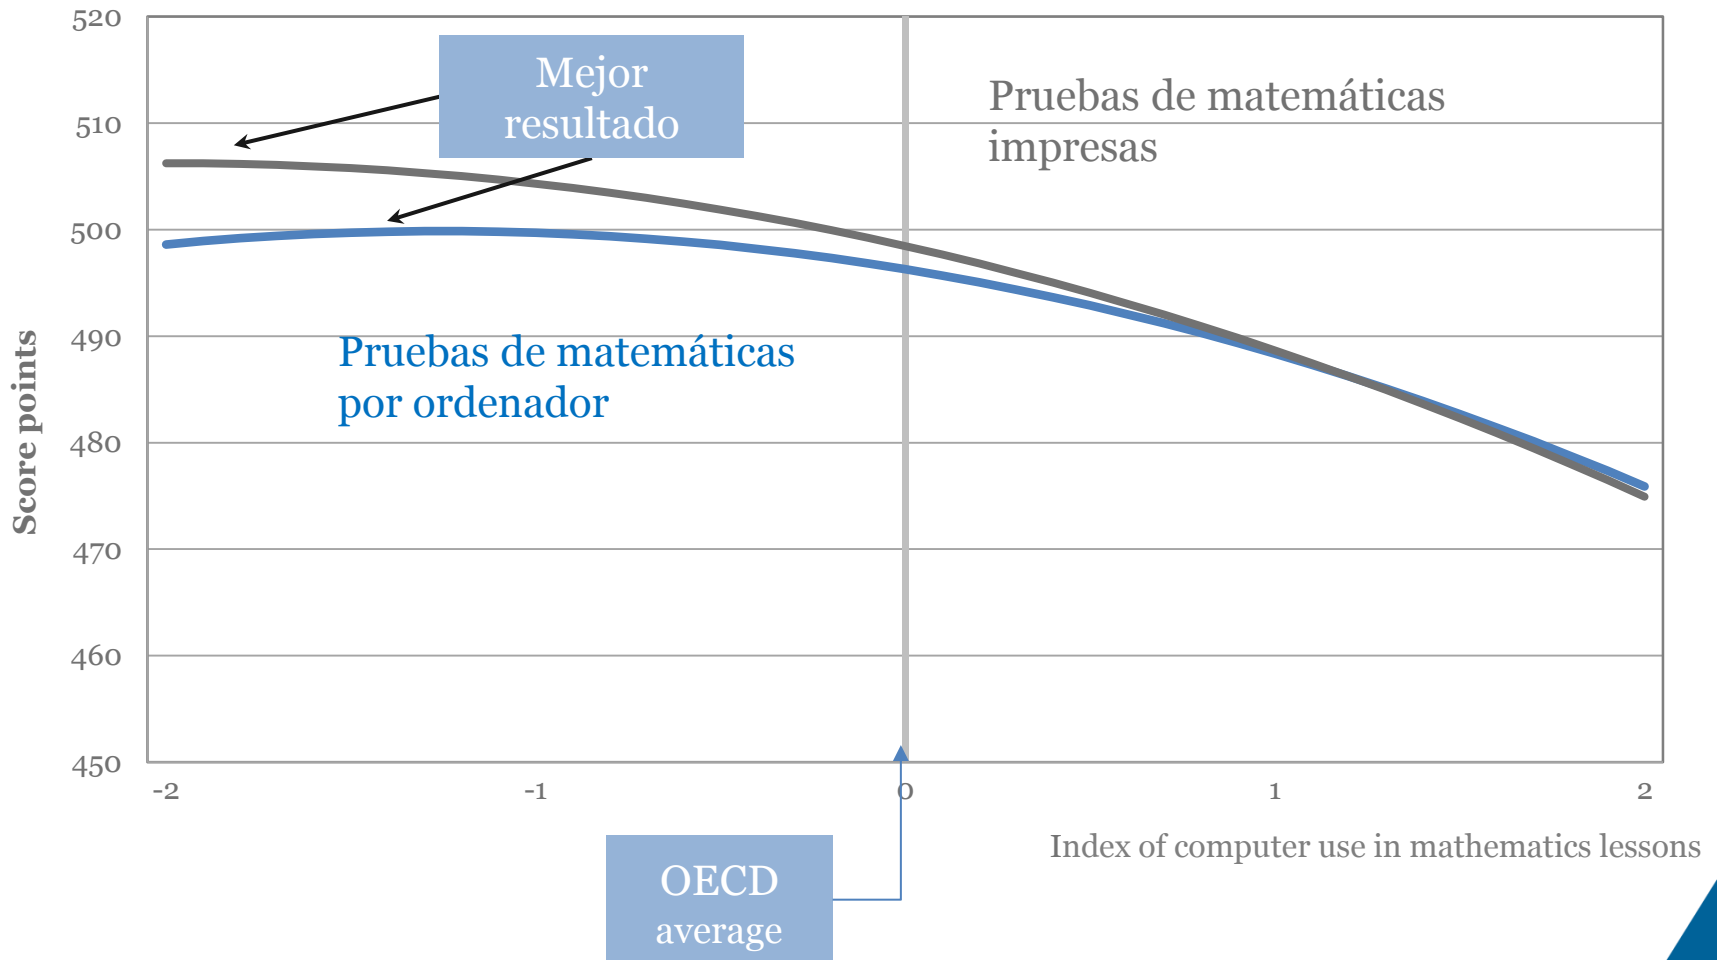 520
510
500
490
480
470
460
450
Score points
Mejor
resultado
Pruebas de matemáticas
impresas
Pruebas de matemáticas
por ordenador
-2
-1
0
1
2
Index of computer use in mathematics lessons
OECD
average